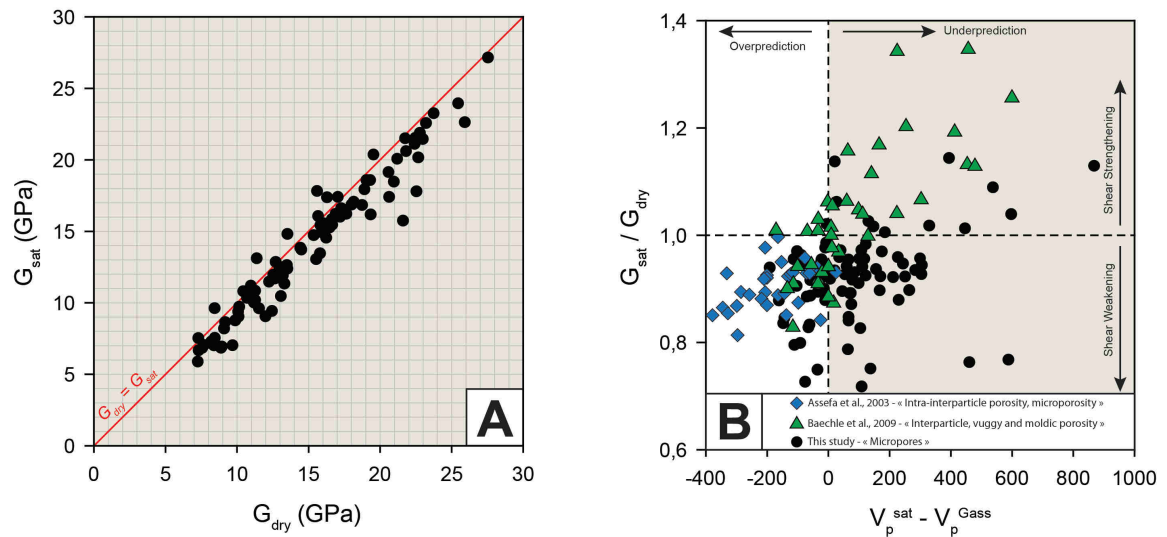 30
25
20
15
10
5
0
G_sat (GPa)
G_dry = G_sat
A
0 5 10 15 20 25 30
G_dry (GPa)
1,4
1,2
1,0
0,8
0,6
G_sat / G_dry
Overprediction
Underprediction
Shear Strengthening
Shear Weakening
B
Assefa et al., 2003 - « Intra-interparticle porosity, microporosity »
Baechle et al., 2009 - « Interparticle, vuggy and moldic porosity »
This study - « Micropores »
-400 -200 0 200 400 600 800 1000
V_p^sat - V_p^Gass